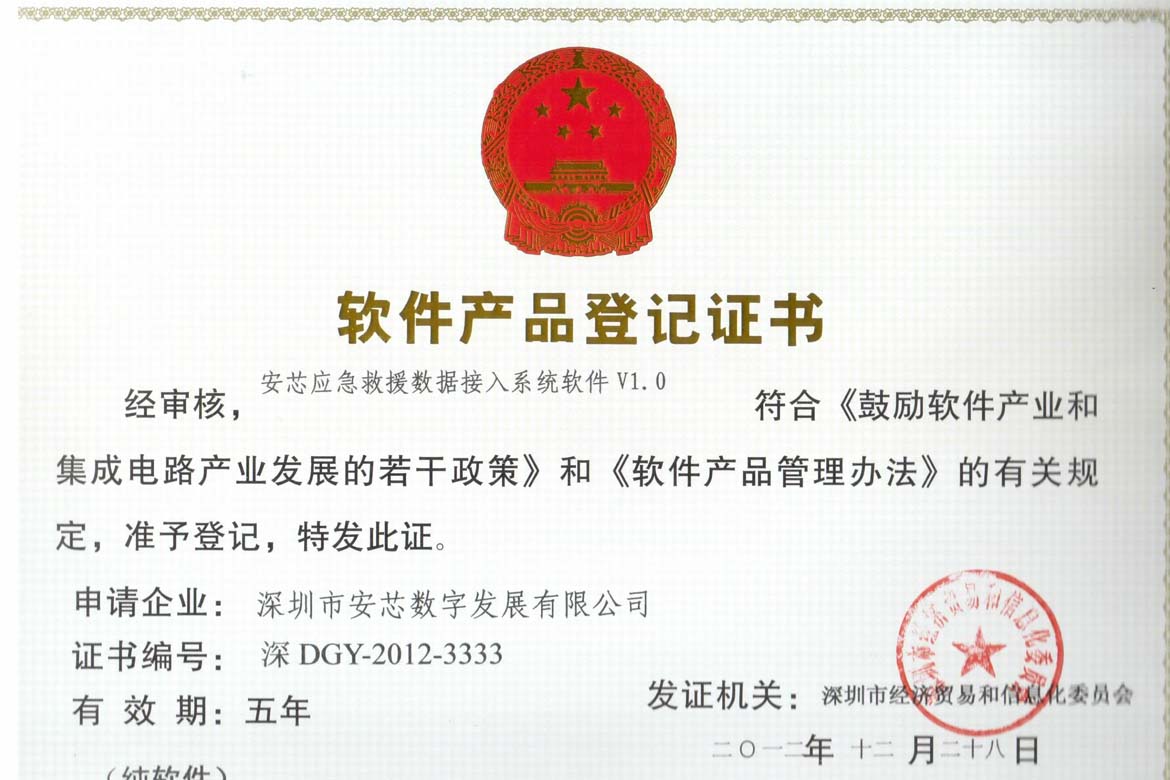 软件产品登记证书
安芯应急救援数据接入系统软件 V1.0
经审核， 符合《鼓励软件产业和
集成电路产业发展的若干政策》和《软件产品管理办法》的有关规
定，准予登记，特发此证。
申请企业： 深圳市安芯数字发展有限公司
证书编号： 深 DGY-2012-3333
有 效 期：五年
发证机关：深圳市经济贸易和信息化委员会
二〇一二年 十二 月二十八日
（纯软件）
深圳市经济贸易和信息化委员会